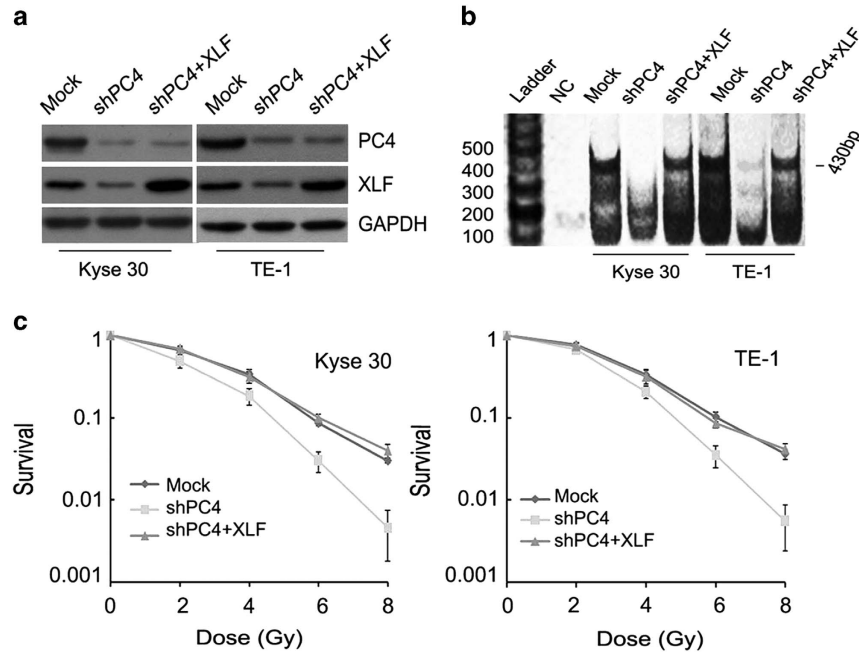 a
Mock
shPC4
shPC4+XLF
Mock
shPC4
shPC4+XLF
PC4
XLF
GAPDH
Kyse 30
TE-1
b
Ladder
NC
Mock
shPC4
shPC4+XLF
Mock
shPC4
shPC4+XLF
500
400
300
200
100
430bp
Kyse 30
TE-1
c
1
0.1
0.01
0.001
Survival
Kyse 30
Mock
shPC4
shPC4+XLF
0 2 4 6 8
Dose (Gy)
1
0.1
0.01
0.001
Survival
TE-1
Mock
shPC4
shPC4+XLF
0 2 4 6 8
Dose (Gy)